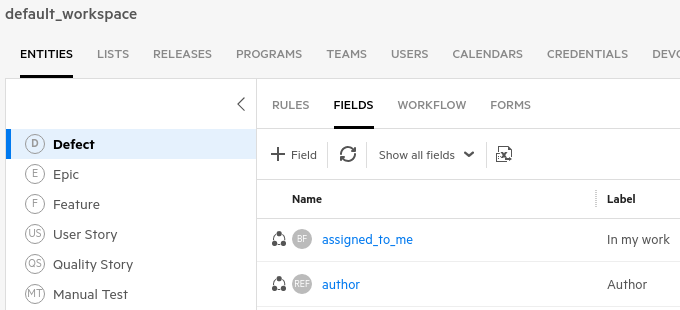 default_workspace
ENTITIES LISTS RELEASES PROGRAMS TEAMS USERS CALENDARS CREDENTIALS DEVO
RULES FIELDS WORKFLOW FORMS
D Defect
E Epic
F Feature
US User Story
QS Quality Story
MT Manual Test
+ Field Show all fields
Name Label
BF assigned_to_me In my work
REF author Author